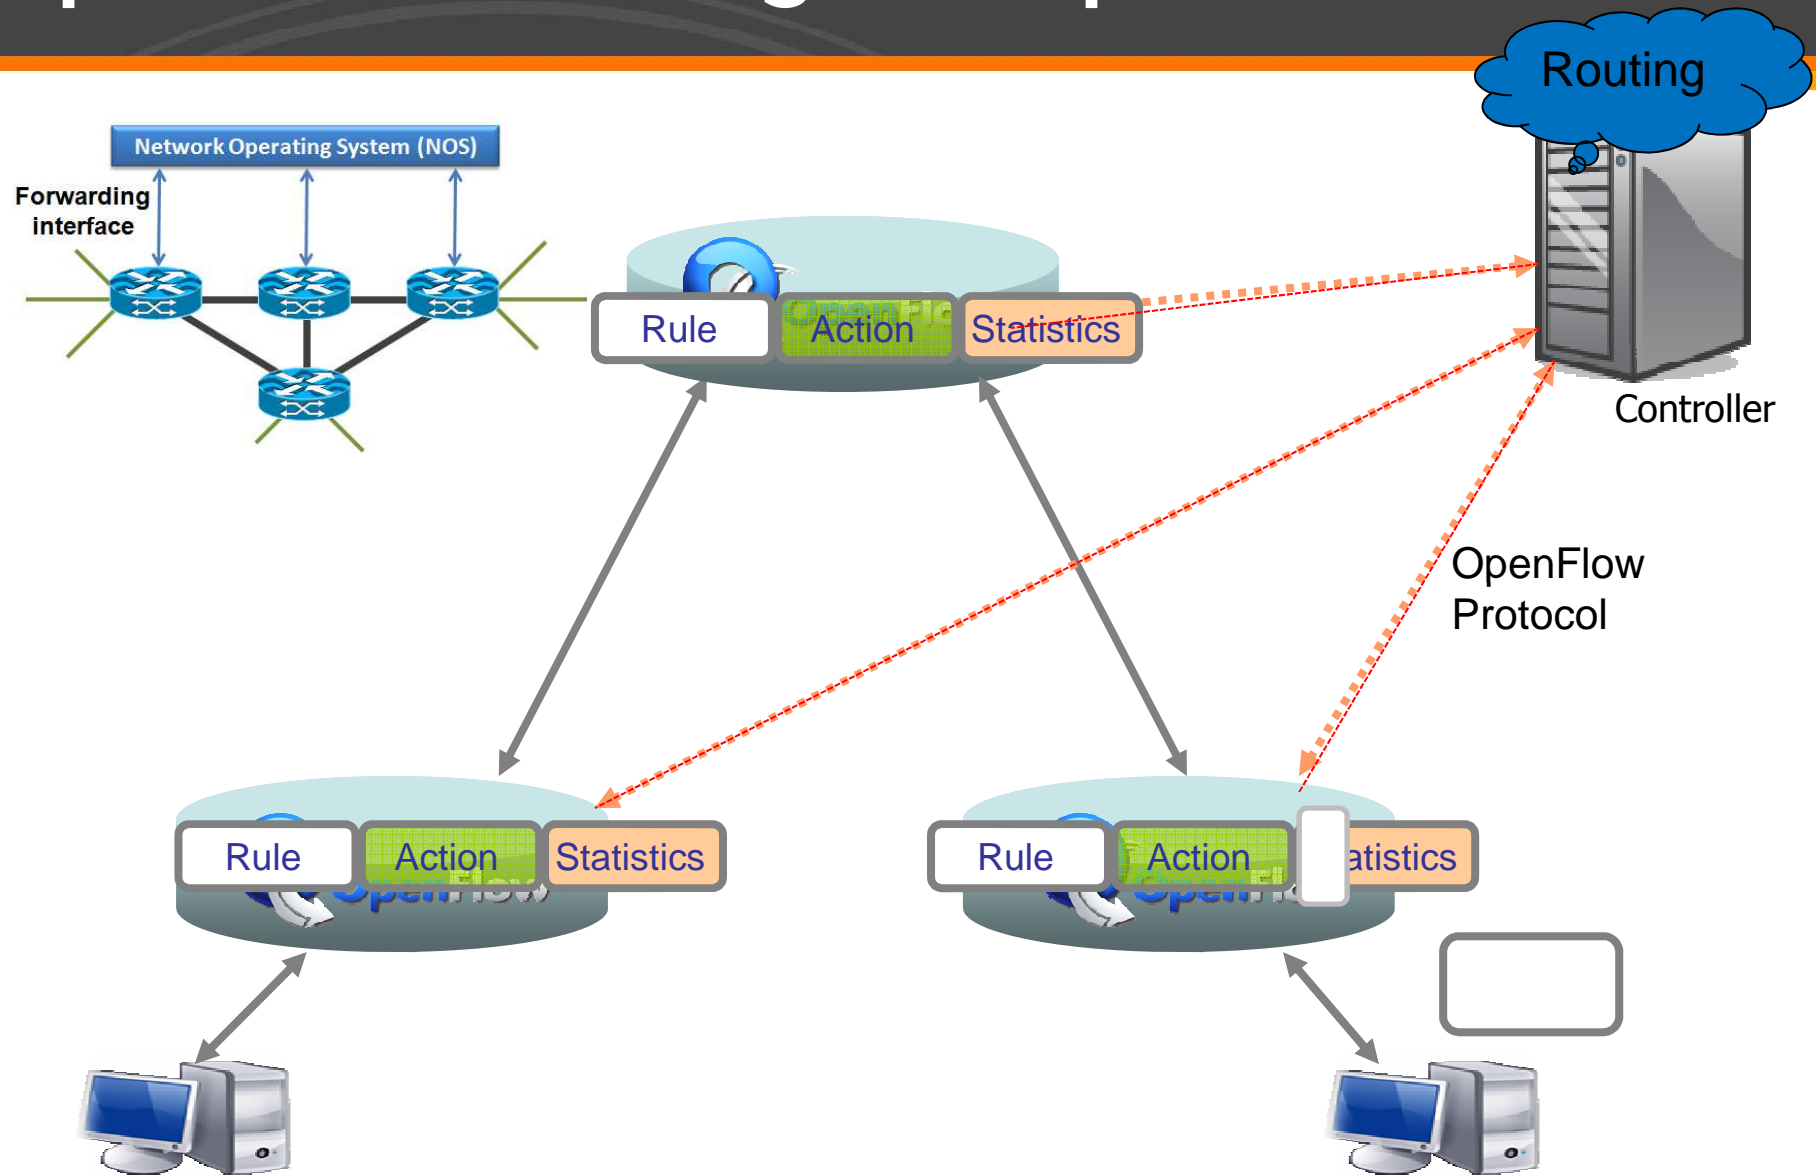 Routing
Network Operating System (NOS)
Forwarding
interface
Rule
Action
Statistics
Controller
OpenFlow
Protocol
Rule
Action
Statistics
OpenFlow
Rule
Action
atistics